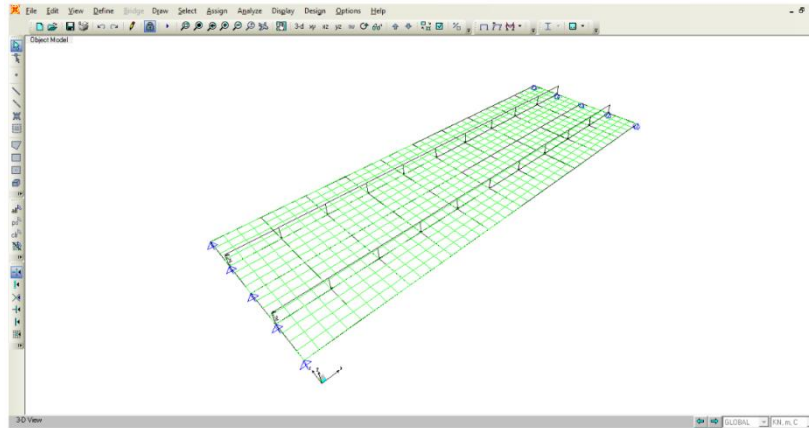 File Edit View Define Bridge Draw Select Assign Analyze Display Design Options Help
3-d xy xz yz nv
Object Model
3-D View
GLOBAL KN, m, C